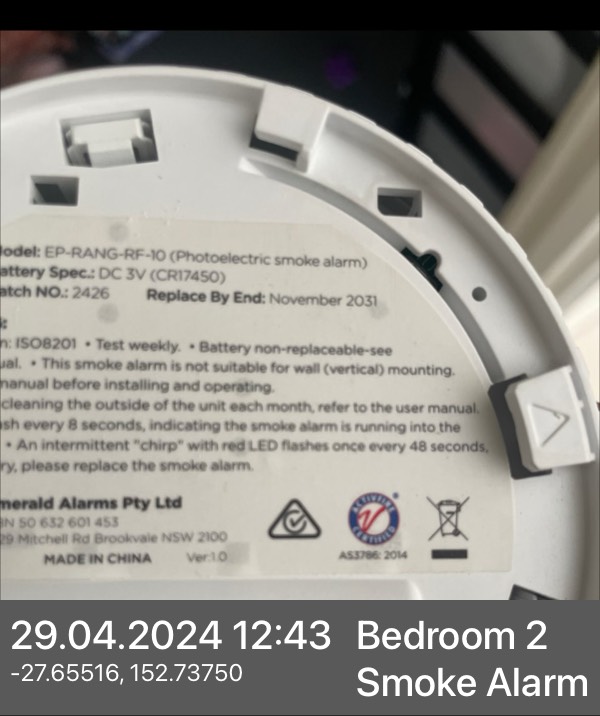 odel: EP-RANG-RF-10 (Photoelectric smoke alarm)
attery Spec.: DC 3V (CR17450)
atch NO.: 2426 Replace By End: November 2031
:
n: ISO8201 • Test weekly. • Battery non-replaceable-see
ual. • This smoke alarm is not suitable for wall (vertical) mounting.
manual before installing and operating.
cleaning the outside of the unit each month, refer to the user manual.
sh every 8 seconds, indicating the smoke alarm is running into the
• An intermittent "chirp" with red LED flashes once every 48 seconds,
ry, please replace the smoke alarm.
merald Alarms Pty Ltd
BN 50 632 601 453
29 Mitchell Rd Brookvale NSW 2100
MADE IN CHINA Ver:1.0
ACTIVFIRE
CERTIFIED
AS3786: 2014
29.04.2024 12:43
-27.65516, 152.73750
Bedroom 2
Smoke Alarm